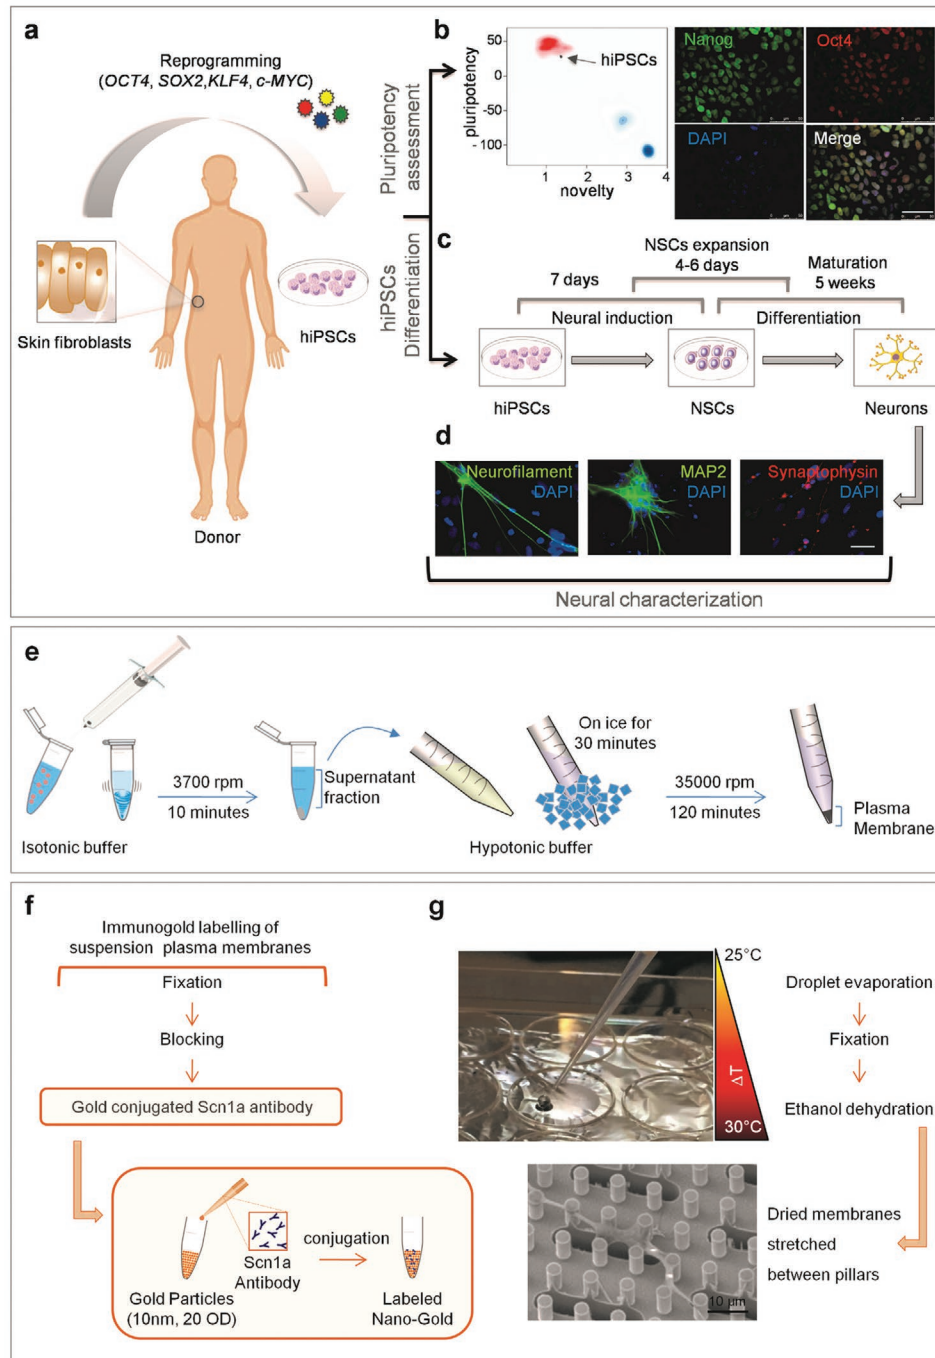 a
Reprogramming
(OCT4, SOX2,KLF4, c-MYC)
Skin fibroblasts
hiPSCs
Donor
Pluripotency
assessment
hiPSCs
Differentiation
b
pluripotency
50
0
-50
- 100
hiPSCs
1
2
3
4
novelty
Nanog
Oct4
DAPI
Merge
c
NSCs expansion
4-6 days
7 days
Maturation
5 weeks
Neural induction
Differentiation
hiPSCs
NSCs
Neurons
d
Neurofilament
DAPI
MAP2
DAPI
Synaptophysin
DAPI
Neural characterization
e
3700 rpm
10 minutes
Supernatant
fraction
On ice for
30 minutes
35000 rpm
120 minutes
Plasma
Membrane
Isotonic buffer
Hypotonic buffer
f
Immunogold labelling of
suspension plasma membranes
Fixation
Blocking
Gold conjugated Scn1a antibody
conjugation
Scn1a
Antibody
Gold Particles
(10nm, 20 OD)
Labeled
Nano-Gold
g
25°C
ΔT
30°C
Droplet evaporation
Fixation
Ethanol dehydration
Dried membranes
stretched
between pillars
10 µm